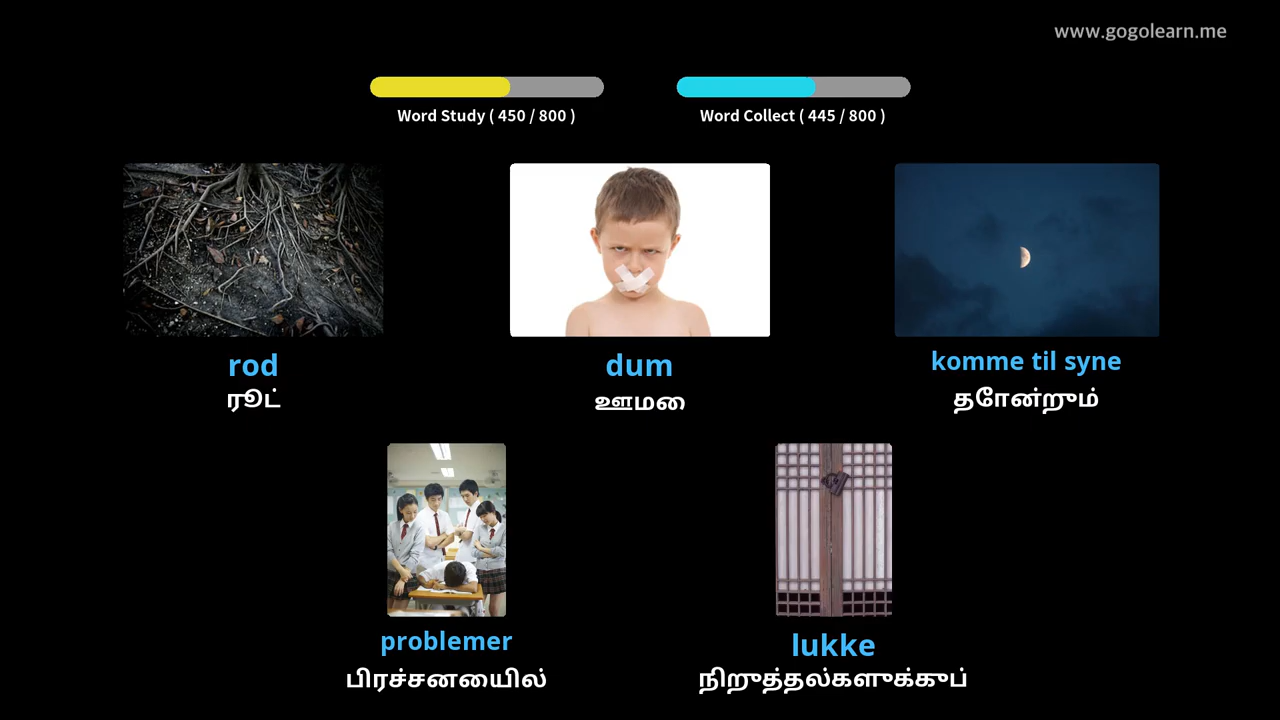 www.gogolearn.me
Word Study ( 450 / 800 )
Word Collect ( 445 / 800 )
rod
ரூட்
dum
ஊமை
komme til syne
தோன்றும்
problemer
பிரச்சனையில்
lukke
நிறுத்தல்களுக்குப்